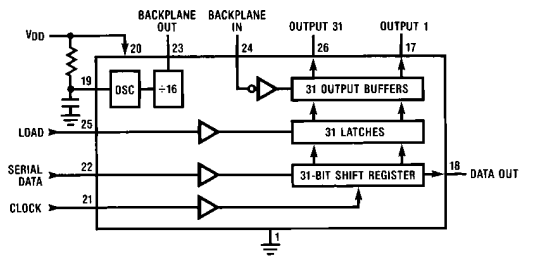 BACKPLANE OUT
BACKPLANE IN
OUTPUT 31
OUTPUT 1
VDD
20
23
24
26
17
19
OSC
÷16
31 OUTPUT BUFFERS
LOAD
25
31 LATCHES
SERIAL DATA
22
31-BIT SHIFT REGISTER
18
DATA OUT
CLOCK
21
1